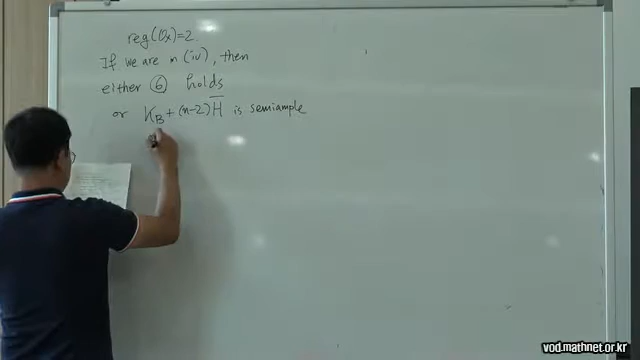 reg(O_X)=2.
If we are in (iv), then
either ⑥ holds
or K_B + (n-2)H̅ is semiample
vod.mathnet.or.kr